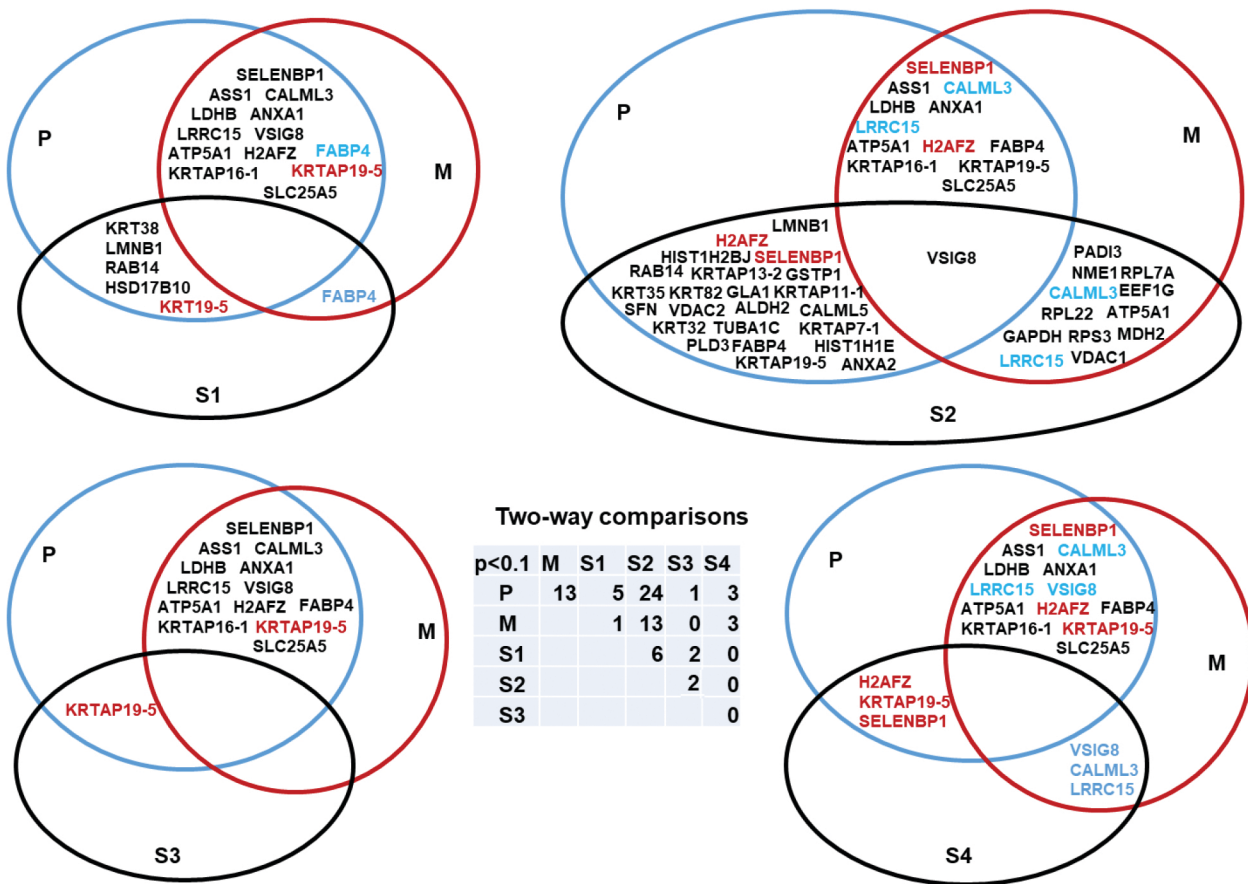 P
M
SELENBP1
ASS1 CALML3
LDHB ANXA1
LRRC15 VSIG8
ATP5A1 H2AFZ FABP4
KRTAP16-1 KRTAP19-5
SLC25A5
KRT38
LMNB1
RAB14
HSD17B10
KRT19-5
FABP4
S1
P
M
SELENBP1
ASS1 CALML3
LDHB ANXA1
LRRC15
ATP5A1 H2AFZ FABP4
KRTAP16-1 KRTAP19-5
SLC25A5
LMNB1
H2AFZ
HIST1H2BJ SELENBP1
RAB14 KRTAP13-2 GSTP1
KRT35 KRT82 GLA1 KRTAP11-1
SFN VDAC2 ALDH2 CALML5
KRT32 TUBA1C KRTAP7-1
PLD3 FABP4 HIST1H1E
KRTAP19-5 ANXA2
VSIG8
PADI3
NME1 RPL7A
CALML3 EEF1G
RPL22 ATP5A1
GAPDH RPS3 MDH2
LRRC15 VDAC1
S2
P
M
SELENBP1
ASS1 CALML3
LDHB ANXA1
LRRC15 VSIG8
ATP5A1 H2AFZ FABP4
KRTAP16-1 KRTAP19-5
SLC25A5
KRTAP19-5
S3
Two-way comparisons
p<0.1 M S1 S2 S3 S4
P 13 5 24 1 3
M 1 13 0 3
S1 6 2 0
S2 2 0
S3 0
P
M
SELENBP1
ASS1 CALML3
LDHB ANXA1
LRRC15 VSIG8
ATP5A1 H2AFZ FABP4
KRTAP16-1 KRTAP19-5
SLC25A5
H2AFZ
KRTAP19-5
SELENBP1
VSIG8
CALML3
LRRC15
S4